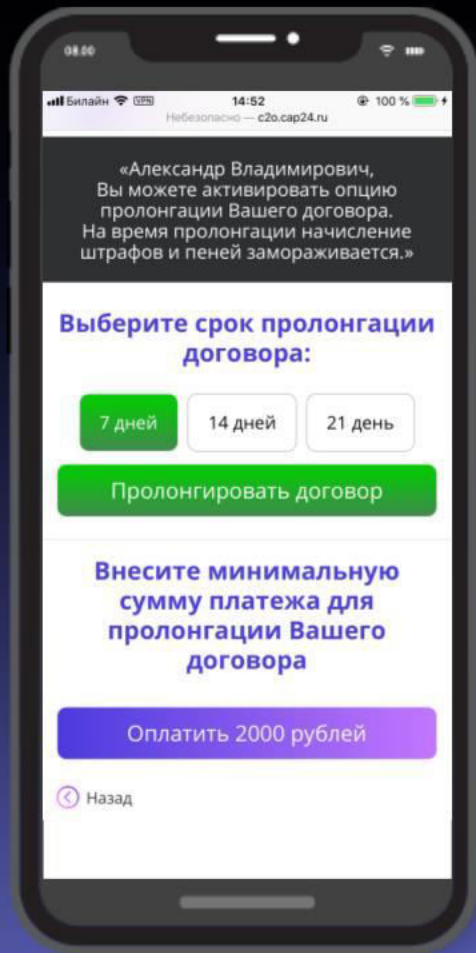 08.00
Билайн VPN 14:52 100 %
Небезопасно — c2o.cap24.ru
«Александр Владимирович,
Вы можете активировать опцию
пролонгации Вашего договора.
На время пролонгации начисление
штрафов и пеней замораживается.»
Выберите срок пролонгации
договора:
7 дней 14 дней 21 день
Пролонгировать договор
Внесите минимальную
сумму платежа для
пролонгации Вашего
договора
Оплатить 2000 рублей
Назад